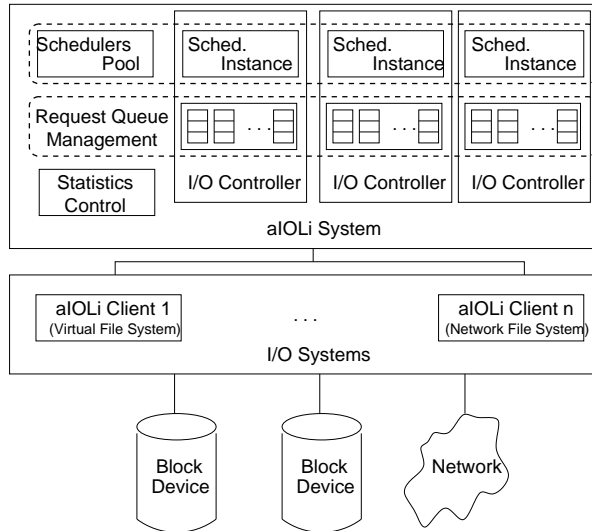 Schedulers
Pool
Sched.
Instance
Sched.
Instance
Sched.
Instance
Request Queue
Management
. . .
. . .
. . .
Statistics
Control
I/O Controller
I/O Controller
I/O Controller
aIOLi System
aIOLi Client 1
(Virtual File System)
. . .
aIOLi Client n
(Network File System)
I/O Systems
Block
Device
Block
Device
Network